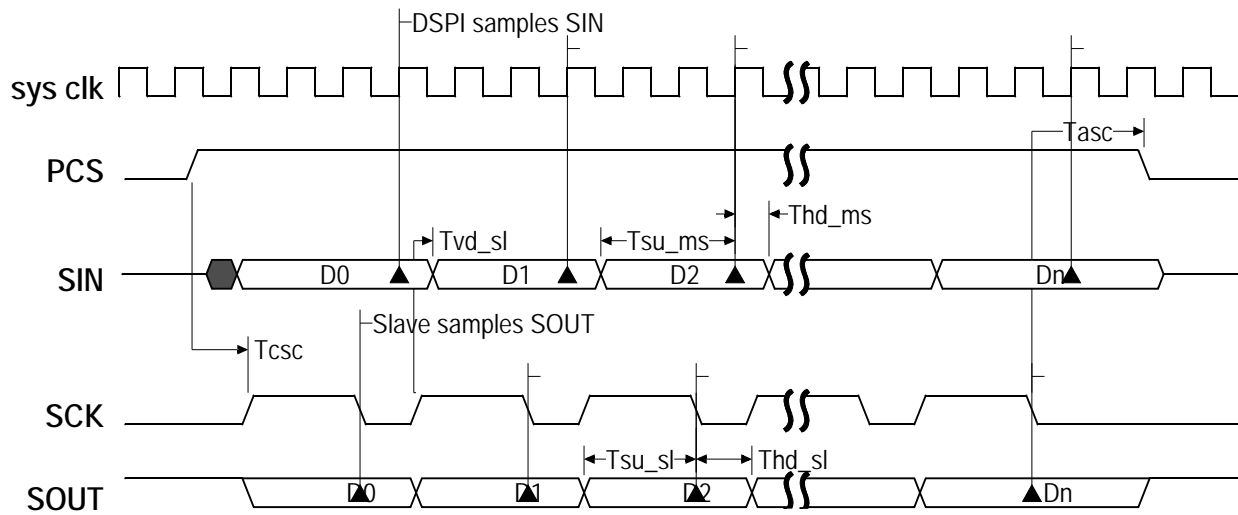 DSPI samples SIN
sys clk
Tasc
PCS
Thd_ms
Tvd_sl
Tsu_ms
SIN
D0
D1
D2
Dn
Slave samples SOUT
Tcsc
SCK
Tsu_sl
Thd_sl
SOUT
D0
D1
D2
Dn